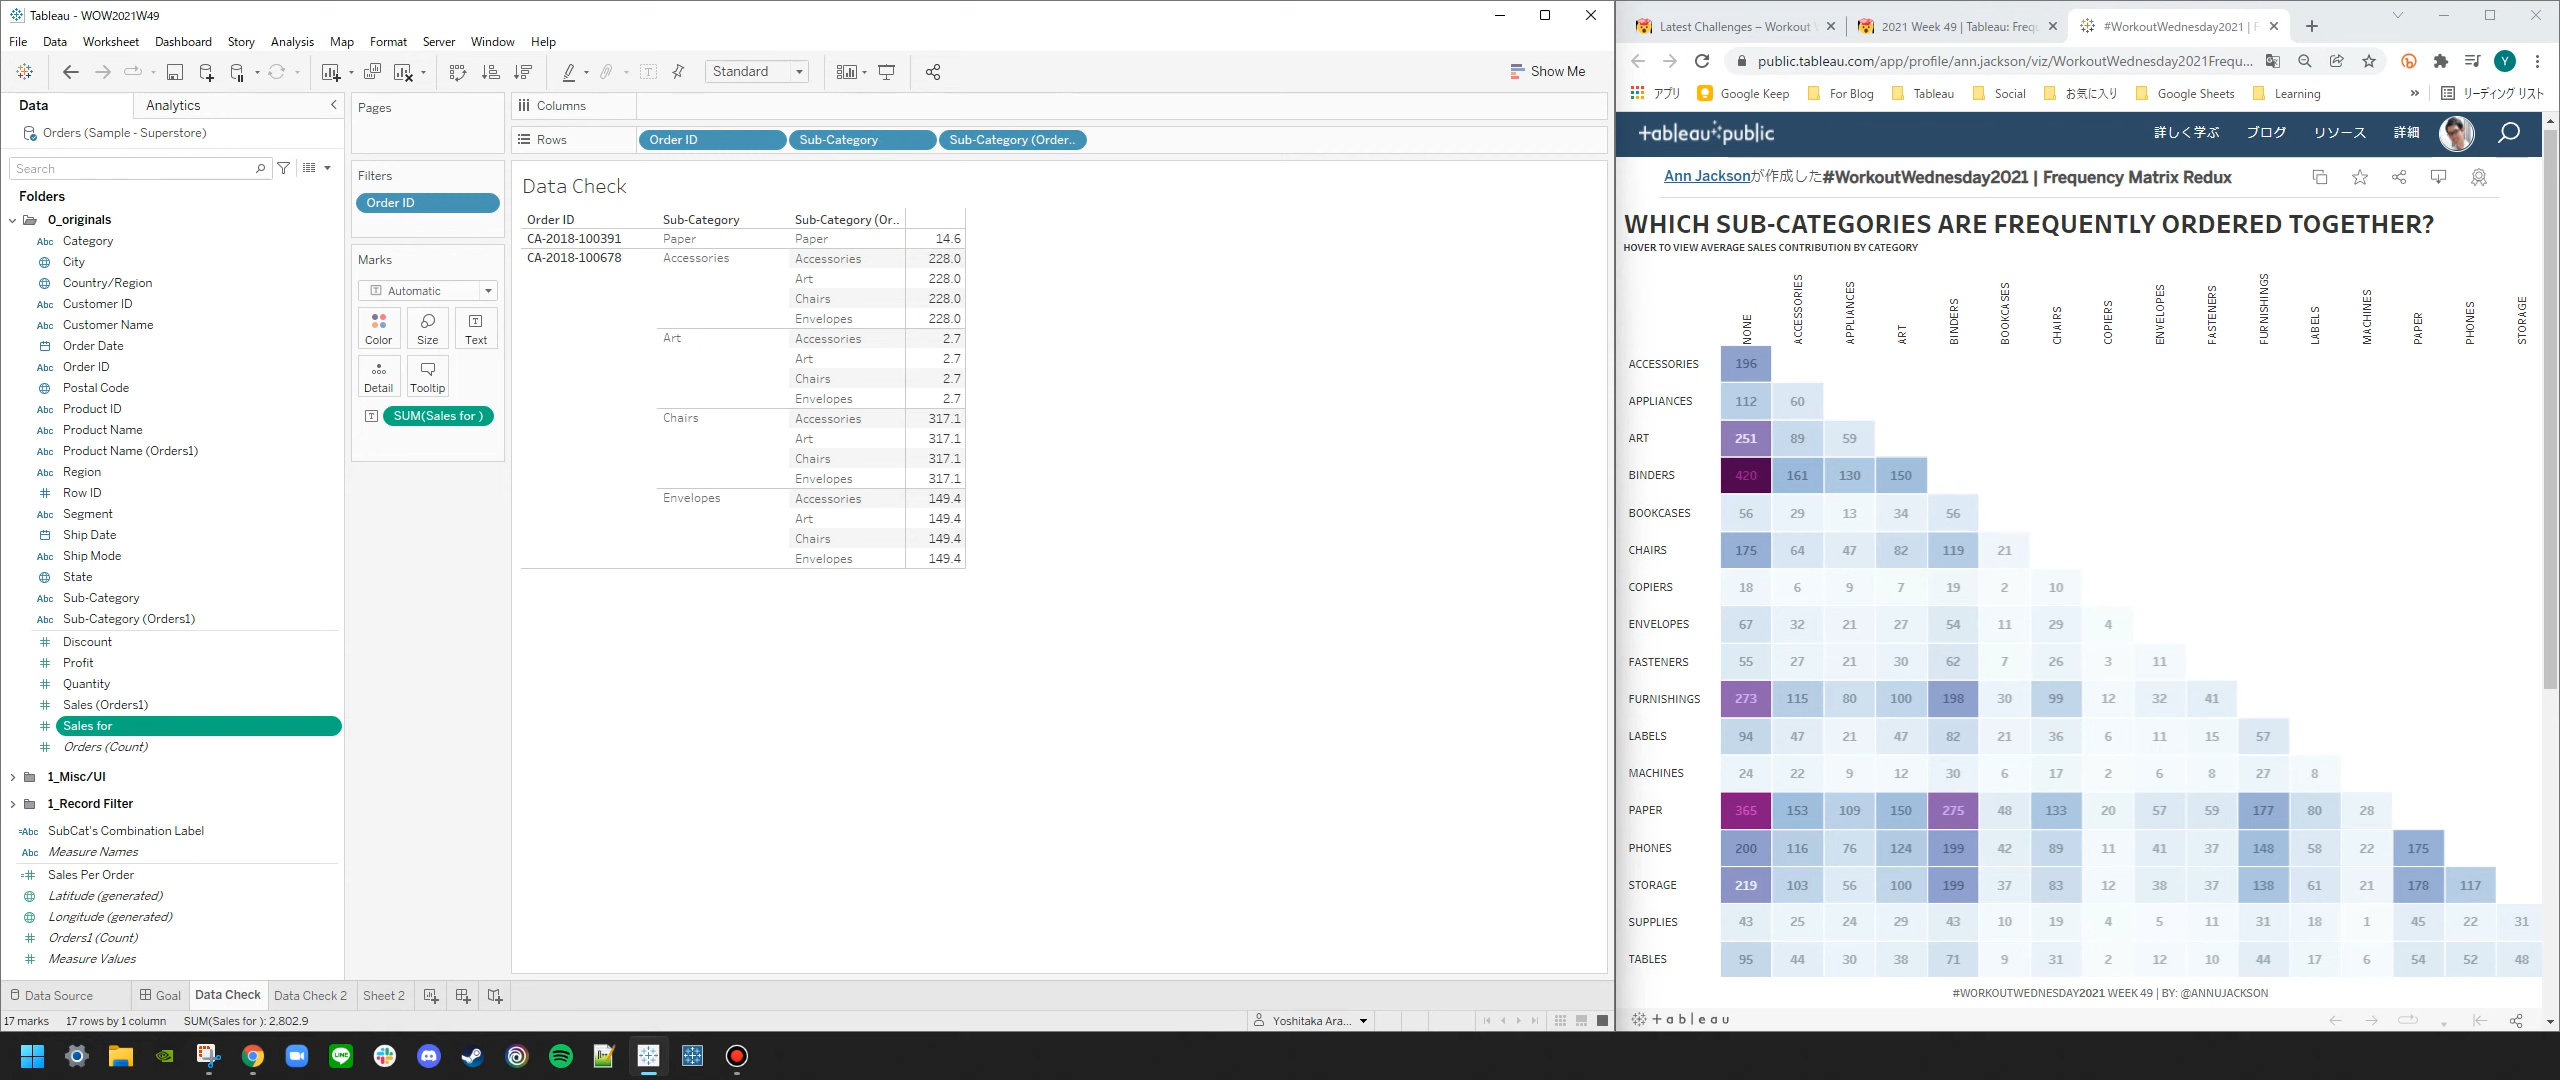 Tableau - WOW2021W49
File Data Worksheet Dashboard Story Analysis Map Format Server Window Help
Standard
Show Me
Data Analytics
Orders (Sample - Superstore)
Search
Folders
0_originals
Abc Category
City
Country/Region
Abc Customer ID
Abc Customer Name
Order Date
Abc Order ID
Postal Code
Abc Product ID
Abc Product Name
Abc Product Name (Orders1)
Abc Region
Row ID
Abc Segment
Ship Date
Abc Ship Mode
State
Abc Sub-Category
Abc Sub-Category (Orders1)
Discount
Profit
Quantity
Sales (Orders1)
Sales for
Orders (Count)
1_Misc/UI
1_Record Filter
=Abc SubCat's Combination Label
Abc Measure Names
Sales Per Order
Latitude (generated)
Longitude (generated)
Orders1 (Count)
Measure Values
Pages
Filters
Order ID
Marks
Automatic
Color Size Text
Detail Tooltip
SUM(Sales for )
Columns
Rows Order ID Sub-Category Sub-Category (Order..
Data Check
Order ID Sub-Category Sub-Category (Or..
CA-2018-100391 Paper Paper 14.6
CA-2018-100678 Accessories Accessories 228.0
Art 228.0
Chairs 228.0
Envelopes 228.0
Art Accessories 2.7
Art 2.7
Chairs 2.7
Envelopes 2.7
Chairs Accessories 317.1
Art 317.1
Chairs 317.1
Envelopes 317.1
Envelopes Accessories 149.4
Art 149.4
Chairs 149.4
Envelopes 149.4
Data Source Goal Data Check Data Check 2 Sheet 2
17 marks 17 rows by 1 column SUM(Sales for ): 2,802.9
Yoshitaka Ara...
Latest Challenges – Workout
2021 Week 49 | Tableau: Freq
#WorkoutWednesday2021 | F
public.tableau.com/app/profile/ann.jackson/viz/WorkoutWednesday2021Frequ...
Y
アプリ Google Keep For Blog Tableau Social お気に入り Google Sheets Learning » リーディング リスト
+ableau public 詳しく学ぶ ブログ リソース 詳細
Ann Jacksonが作成した#WorkoutWednesday2021 | Frequency Matrix Redux
WHICH SUB-CATEGORIES ARE FREQUENTLY ORDERED TOGETHER?
HOVER TO VIEW AVERAGE SALES CONTRIBUTION BY CATEGORY
NONE ACCESSORIES APPLIANCES ART BINDERS BOOKCASES CHAIRS COPIERS ENVELOPES FASTENERS FURNISHINGS LABELS MACHINES PAPER PHONES STORAGE
ACCESSORIES 196
APPLIANCES 112 60
ART 251 89 59
BINDERS 420 161 130 150
BOOKCASES 56 29 13 34 56
CHAIRS 175 64 47 82 119 21
COPIERS 18 6 9 7 19 2 10
ENVELOPES 67 32 21 27 54 11 29 4
FASTENERS 55 27 21 30 62 7 26 3 11
FURNISHINGS 273 115 80 100 198 30 99 12 32 41
LABELS 94 47 21 47 82 21 36 6 11 15 57
MACHINES 24 22 9 12 30 6 17 2 6 8 27 8
PAPER 365 153 109 150 275 48 133 20 57 59 177 80 28
PHONES 200 116 76 124 199 42 89 11 41 37 148 58 22 175
STORAGE 219 103 56 100 199 37 83 12 38 37 138 61 21 178 117
SUPPLIES 43 25 24 29 43 10 19 4 5 11 31 18 1 45 22 31
TABLES 95 44 30 38 71 9 31 2 12 10 44 17 6 54 52 48
#WORKOUTWEDNESDAY2021 WEEK 49 | BY: @ANNUJACKSON
+ a b | e a u